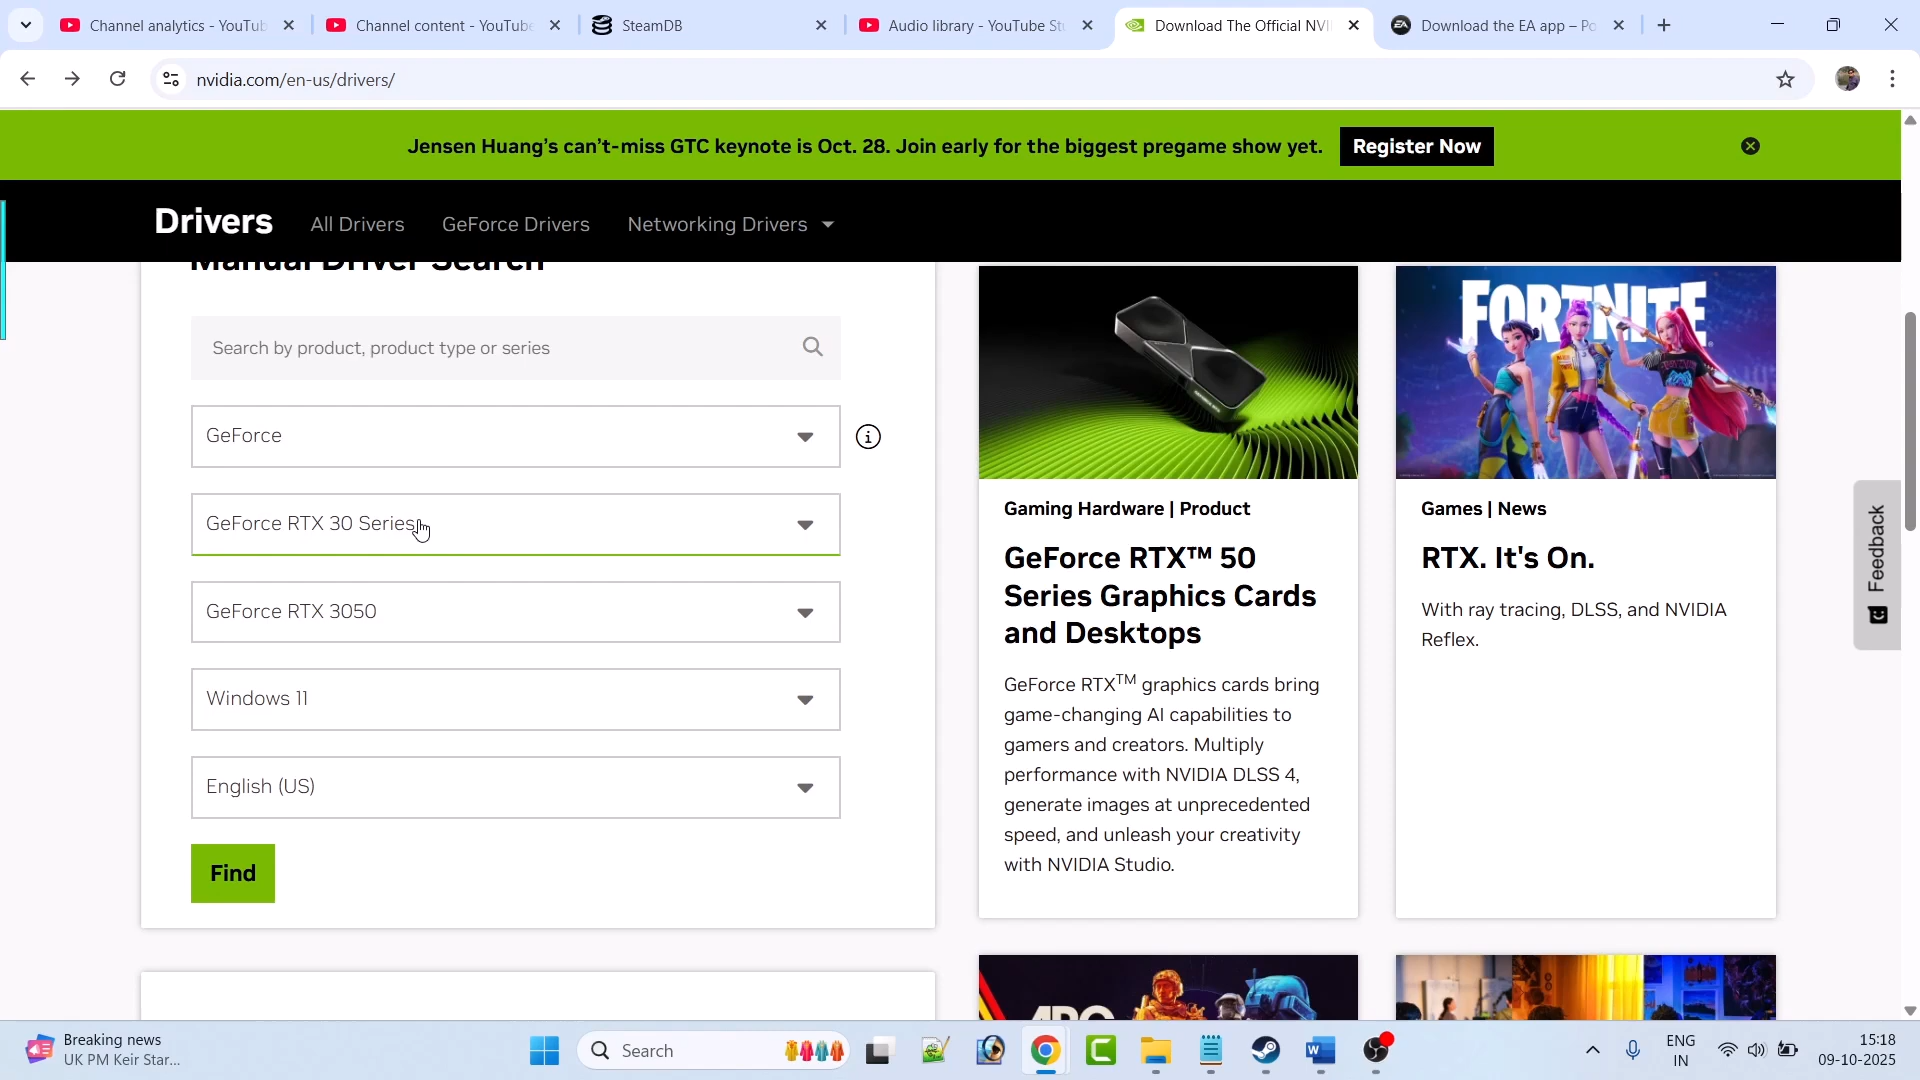 Channel analytics - YouTub
Channel content - YouTube
SteamDB
Audio library - YouTube Stu
Download The Official NVI
Download the EA app – Po
nvidia.com/en-us/drivers/
Jensen Huang's can't-miss GTC keynote is Oct. 28. Join early for the biggest pregame show yet.
Register Now
Drivers
All Drivers
GeForce Drivers
Networking Drivers
Manual Driver Search
Search by product, product type or series
GeForce
GeForce RTX 30 Series
GeForce RTX 3050
Windows 11
English (US)
Find
Gaming Hardware | Product
GeForce RTX™ 50
Series Graphics Cards
and Desktops
GeForce RTX™ graphics cards bring
game-changing AI capabilities to
gamers and creators. Multiply
performance with NVIDIA DLSS 4,
generate images at unprecedented
speed, and unleash your creativity
with NVIDIA Studio.
FORTNITE
Games | News
RTX. It's On.
With ray tracing, DLSS, and NVIDIA
Reflex.
Feedback
Breaking news
UK PM Keir Star...
Search
ENG
IN
15:18
09-10-2025